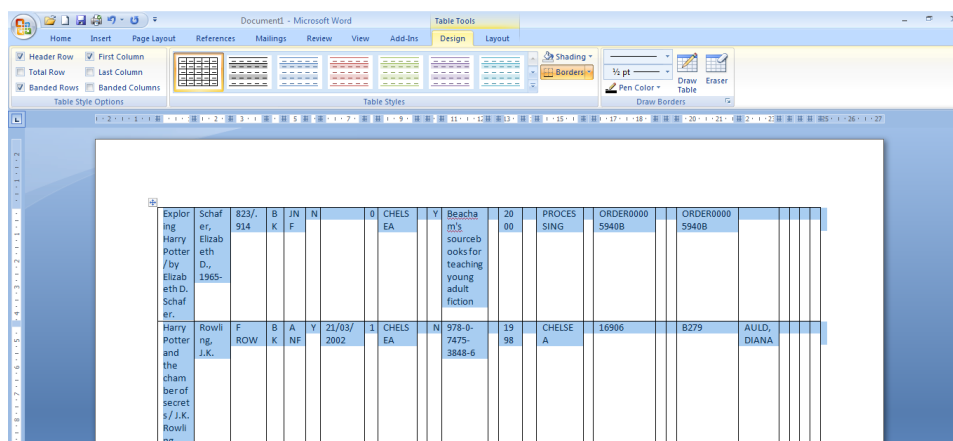 Document1 - Microsoft Word
Table Tools
Home Insert Page Layout References Mailings Review View Add-Ins Design Layout
Header Row First Column
Total Row Last Column
Banded Rows Banded Columns
Table Style Options
Table Styles
Shading
Borders
½ pt
Pen Color
Draw Table
Eraser
Draw Borders
Explor
ing
Harry
Potter
/ by
Elizab
eth D.
Schaf
er.
Schaf
er,
Elizab
eth
D.,
1965-
823/.
914
B
K
JN
F
N
0
CHELS
EA
Y
Beacha
m's
sourceb
ooks for
teaching
young
adult
fiction
20
00
PROCES
SING
ORDER0000
5940B
ORDER0000
5940B
Harry
Potter
and
the
cham
ber of
secret
s / J.K.
Rowli
Rowli
ng,
J.K.
F
ROW
B
K
A
NF
Y
21/03/
2002
1
CHELS
EA
N
978-0-
7475-
3848-6
19
98
CHELSE
A
16906
B279
AULD,
DIANA